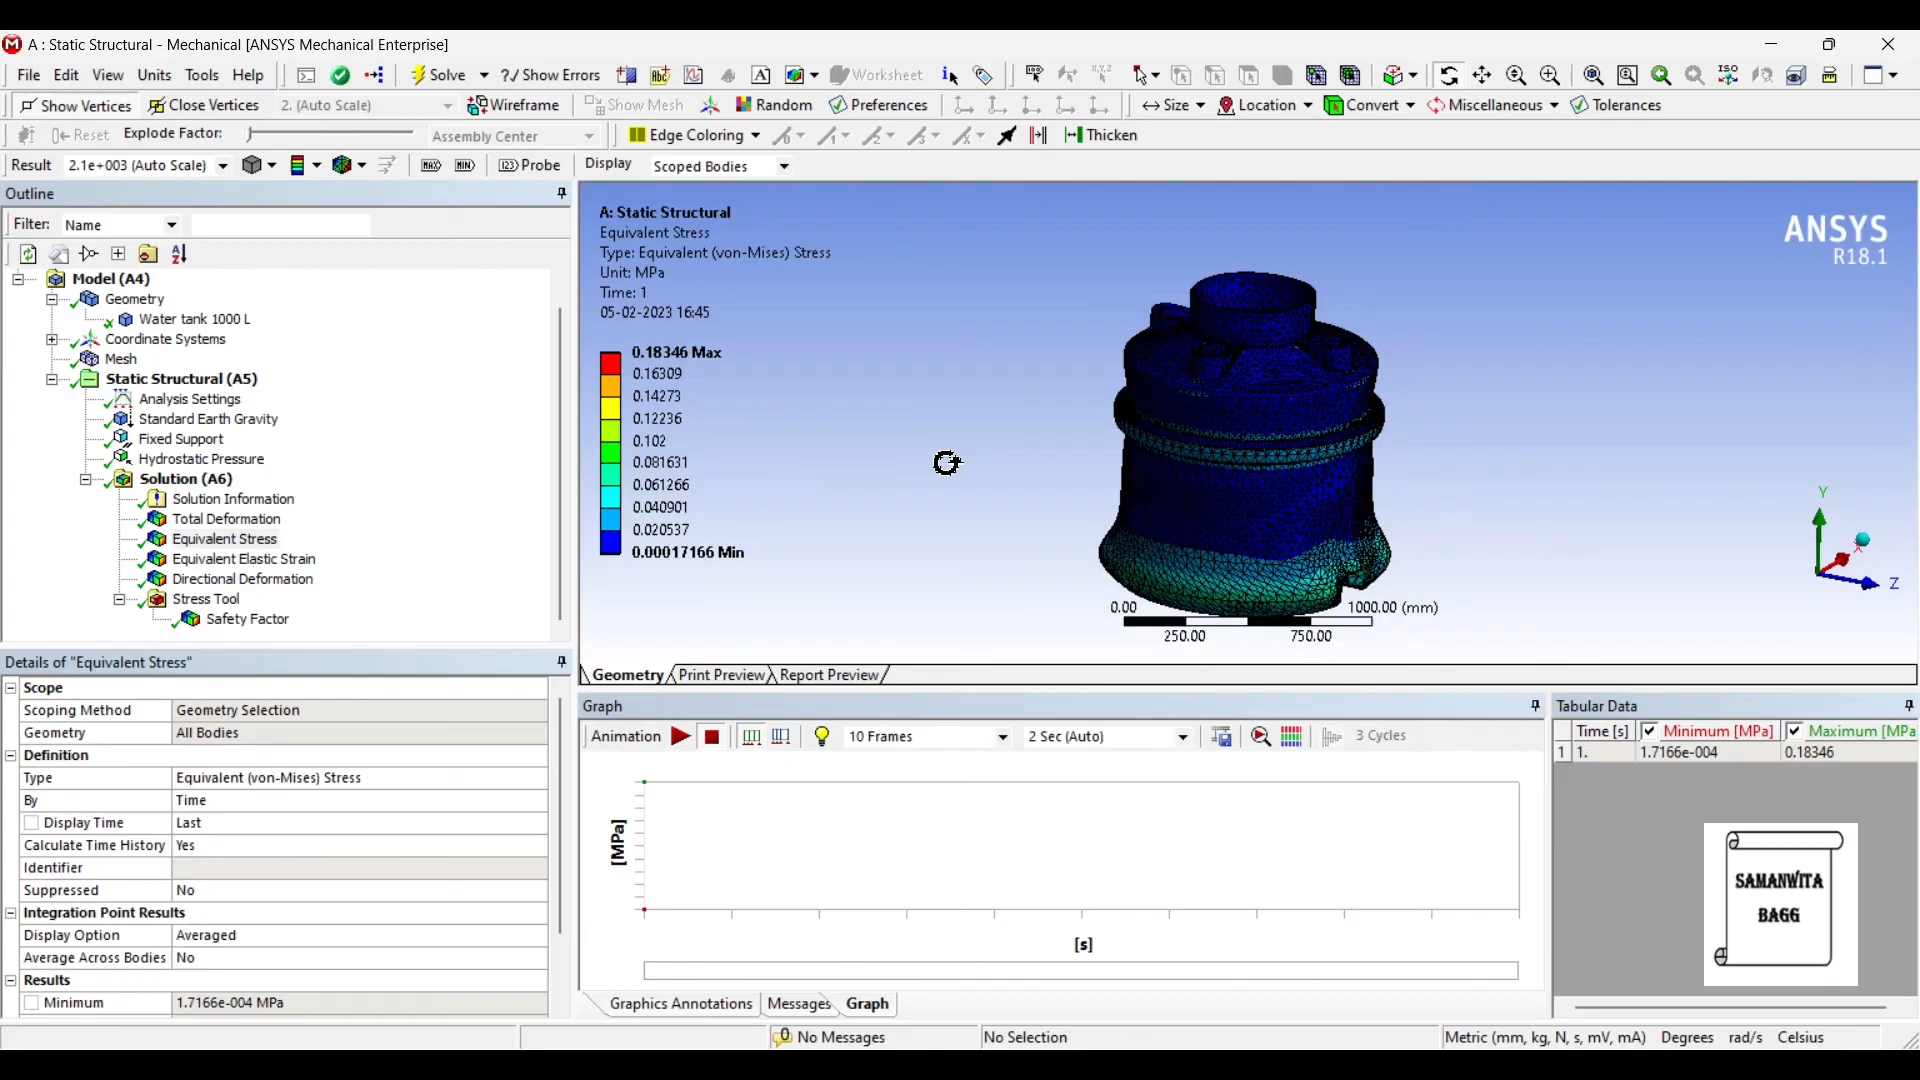 A : Static Structural - Mechanical [ANSYS Mechanical Enterprise]
File Edit View Units Tools Help Solve ?/ Show Errors Worksheet
Show Vertices Close Vertices 2. (Auto Scale) Wireframe Show Mesh Random Preferences Size Location Convert Miscellaneous Tolerances
Reset Explode Factor: Assembly Center Edge Coloring Thicken
Result 2.1e+003 (Auto Scale) MAX MIN Probe Display Scoped Bodies
Outline
Filter: Name
Model (A4)
Geometry
Water tank 1000 L
Coordinate Systems
Mesh
Static Structural (A5)
Analysis Settings
Standard Earth Gravity
Fixed Support
Hydrostatic Pressure
Solution (A6)
Solution Information
Total Deformation
Equivalent Stress
Equivalent Elastic Strain
Directional Deformation
Stress Tool
Safety Factor
A: Static Structural
Equivalent Stress
Type: Equivalent (von-Mises) Stress
Unit: MPa
Time: 1
05-02-2023 16:45
0.18346 Max
0.16309
0.14273
0.12236
0.102
0.081631
0.061266
0.040901
0.020537
0.00017166 Min
ANSYS
R18.1
Y
X
Z
0.00 1000.00 (mm)
250.00 750.00
Geometry Print Preview Report Preview
Details of "Equivalent Stress"
Scope
Scoping Method Geometry Selection
Geometry All Bodies
Definition
Type Equivalent (von-Mises) Stress
By Time
Display Time Last
Calculate Time History Yes
Identifier
Suppressed No
Integration Point Results
Display Option Averaged
Average Across Bodies No
Results
Minimum 1.7166e-004 MPa
Graph
Animation 10 Frames 2 Sec (Auto) 3 Cycles
[MPa]
[s]
Graphics Annotations Messages Graph
Tabular Data
Time [s] Minimum [MPa] Maximum [MPa
1 1. 1.7166e-004 0.18346
SAMANWITA
BAGG
0 No Messages No Selection Metric (mm, kg, N, s, mV, mA) Degrees rad/s Celsius